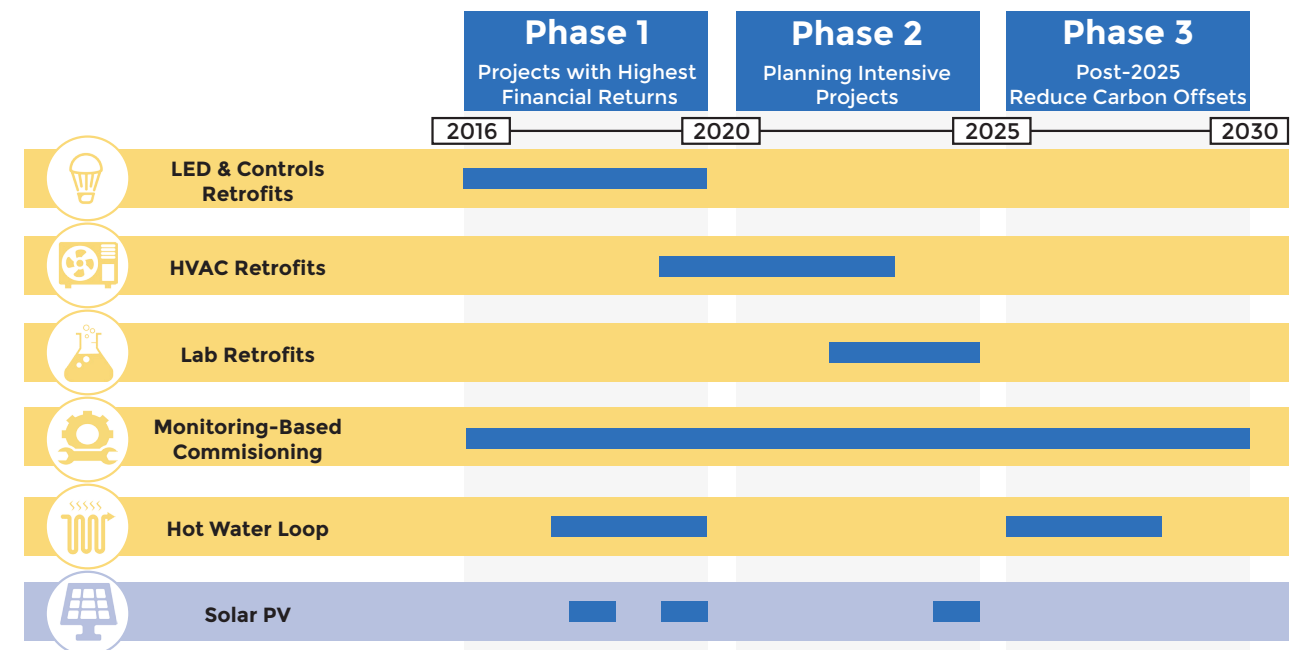 Phase 1
Projects with Highest
Financial Returns
Phase 2
Planning Intensive
Projects
Phase 3
Post-2025
Reduce Carbon Offsets
2016
2020
2025
2030
LED & Controls
Retrofits
HVAC Retrofits
Lab Retrofits
Monitoring-Based
Commisioning
Hot Water Loop
Solar PV